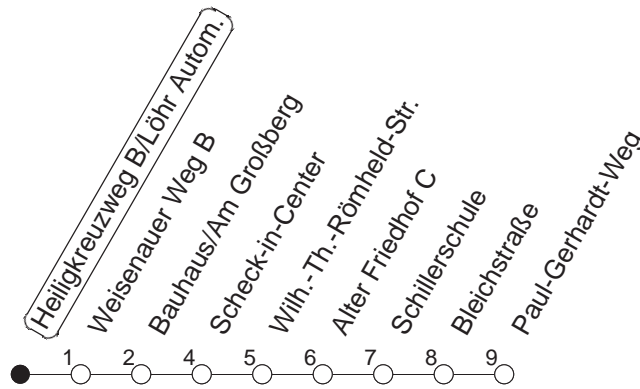 Heiligkreuzweg B/Löhr Autom.
Weisenauer Weg B
Bauhaus/Am Großberg
Scheck-in-Center
Wilh.-Th.-Römheld-Str.
Alter Friedhof C
Schillerschule
Bleichstraße
Paul-Gerhardt-Weg
1 2 4 5 6 7 8 9